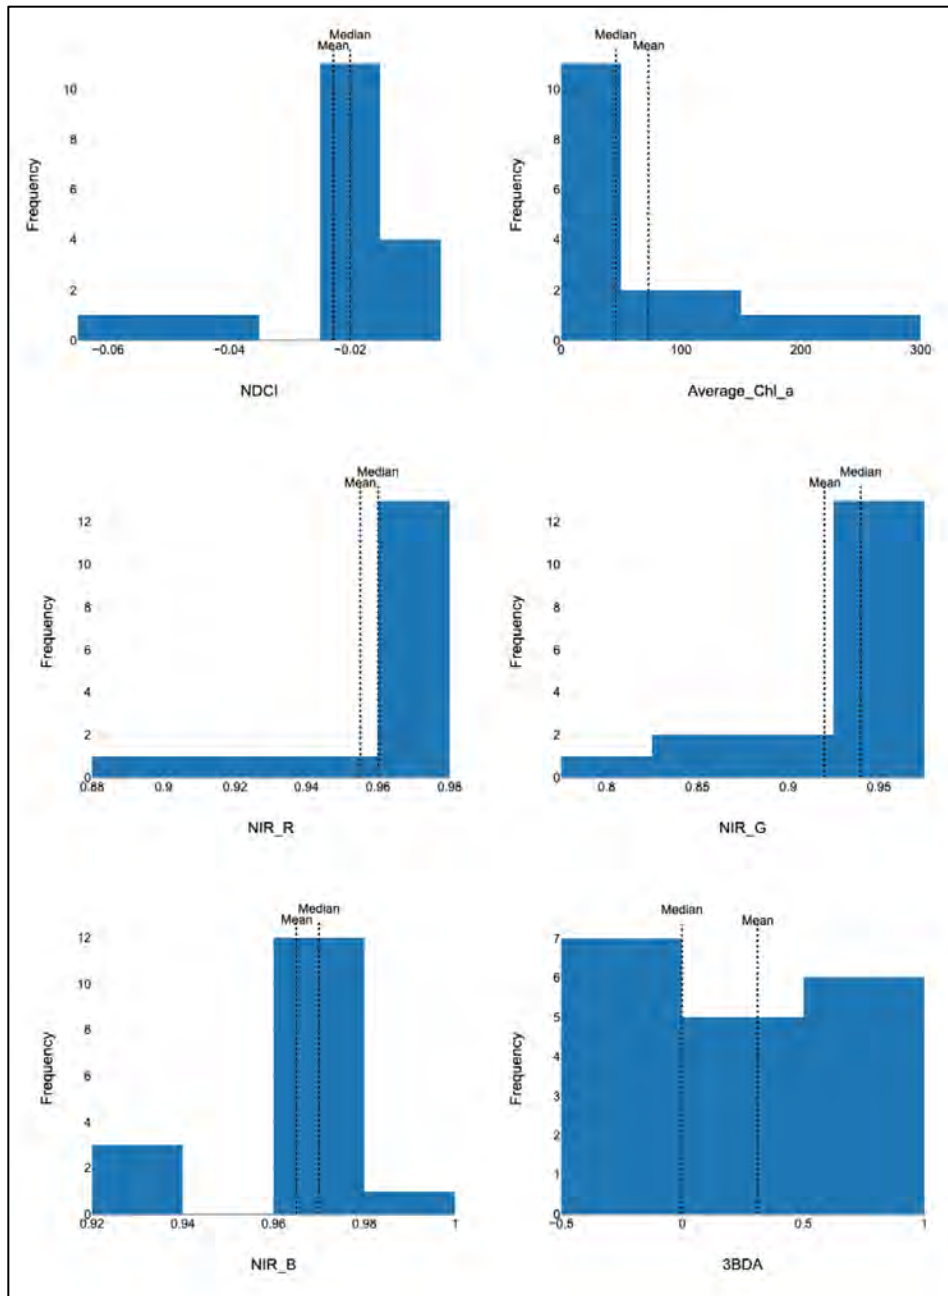 Median
Mean
10
8
6
4
2
0
Frequency
−0.06 −0.04 −0.02
NDCI
Median
Mean
10
8
6
4
2
0
Frequency
0 100 200 300
Average_Chl_a
Median
Mean
12
10
8
6
4
2
0
Frequency
0.88 0.9 0.92 0.94 0.96 0.98
NIR_R
Median
Mean
12
10
8
6
4
2
0
Frequency
0.8 0.85 0.9 0.95
NIR_G
Median
Mean
12
10
8
6
4
2
0
Frequency
0.92 0.94 0.96 0.98 1
NIR_B
Median Mean
7
6
5
4
3
2
1
0
Frequency
−0.5 0 0.5 1
3BDA